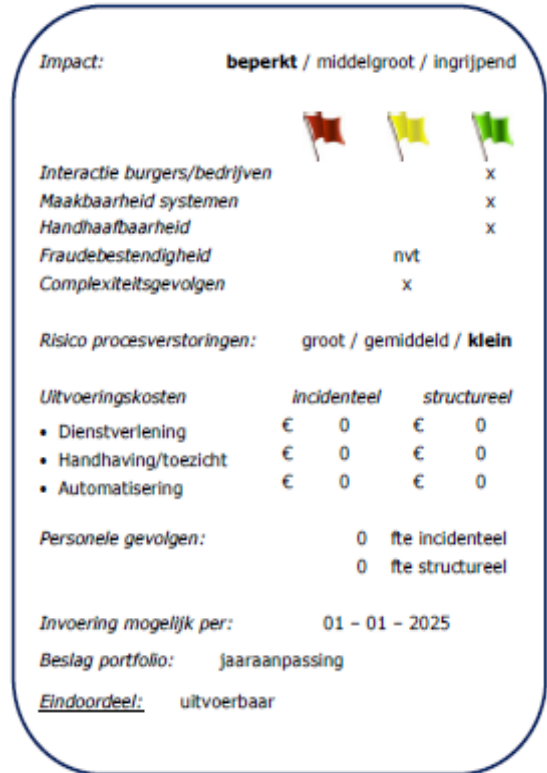 Impact: beperkt / middelgroot / ingrijpend
Interactie burgers/bedrijven x
Maakbaarheid systemen x
Handhaafbaarheid x
Fraudebestendigheid nvt
Complexiteitsgevolgen x
Risico procesverstoringen: groot / gemiddeld / klein
Uitvoeringskosten incidenteel structureel
• Dienstverlening € 0 € 0
• Handhaving/toezicht € 0 € 0
• Automatisering € 0 € 0
Personele gevolgen: 0 fte incidenteel
0 fte structureel
Invoering mogelijk per: 01 – 01 – 2025
Beslag portfolio: jaaraanpassing
Eindoordeel: uitvoerbaar